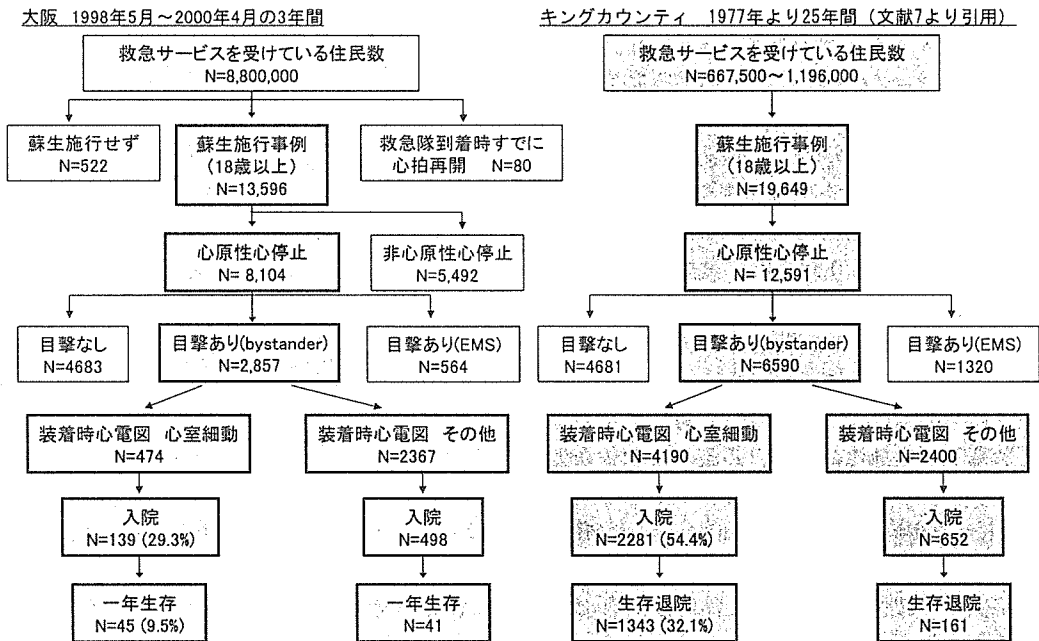 大阪 1998年5月～2000年4月の3年間
救急サービスを受けている住民数
N=8,800,000
蘇生施行せず
N=522
蘇生施行事例
(18歳以上)
N=13,596
救急隊到着時すでに
心拍再開 N=80
心原性心停止
N= 8,104
非心原性心停止
N=5,492
目撃なし
N=4683
目撃あり(bystander)
N=2,857
目撃あり(EMS)
N=564
装着時心電図 心室細動
N=474
装着時心電図 その他
N=2367
入院
N=139 (29.3%)
入院
N=498
一年生存
N=45 (9.5%)
一年生存
N=41
キングカウンティ 1977年より25年間 (文献7より引用)
救急サービスを受けている住民数
N=667,500～1,196,000
蘇生施行事例
(18歳以上)
N=19,649
心原性心停止
N= 12,591
目撃なし
N=4681
目撃あり(bystander)
N=6590
目撃あり(EMS)
N=1320
装着時心電図 心室細動
N=4190
装着時心電図 その他
N=2400
入院
N=2281 (54.4%)
入院
N=652
生存退院
N=1343 (32.1%)
生存退院
N=161